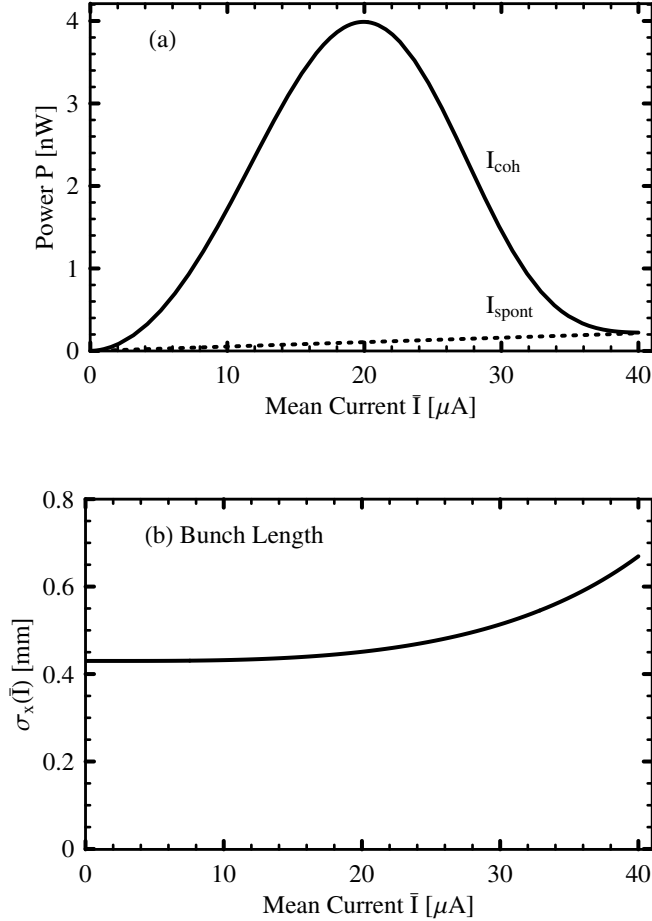 (a)
4
3
2
1
0
Power P [nW]
I_coh
I_spont
0 10 20 30 40
Mean Current Ī [μA]
(b) Bunch Length
0.8
0.6
0.4
0.2
0
σ_x(Ī) [mm]
0 10 20 30 40
Mean Current Ī [μA]